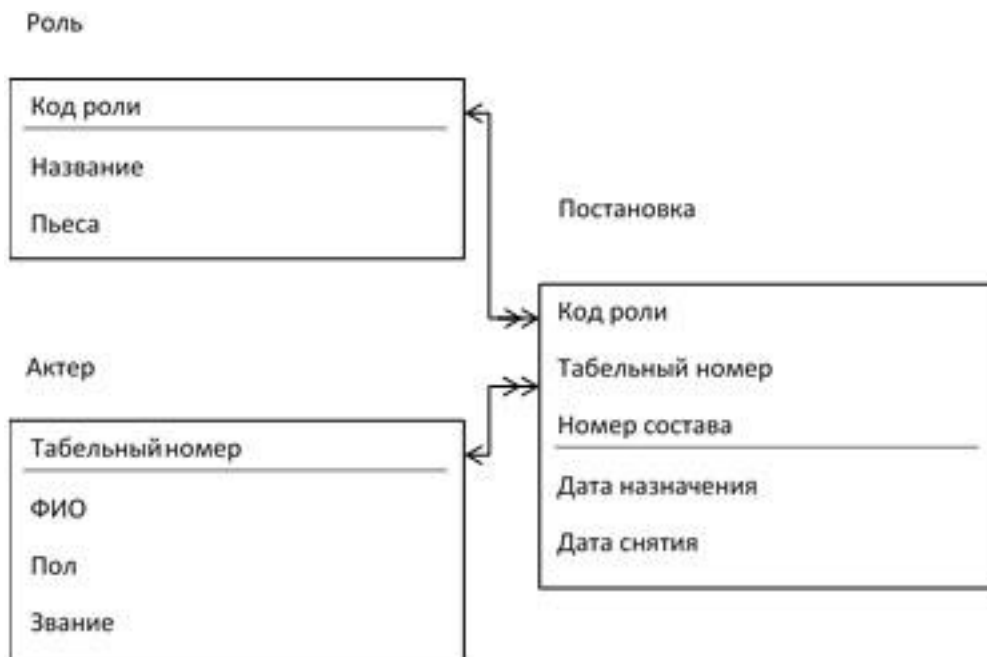 Роль
Код роли
Название
Пьеса
Постановка
Код роли
Табельный номер
Номер состава
Дата назначения
Дата снятия
Актер
Табельный номер
ФИО
Пол
Звание